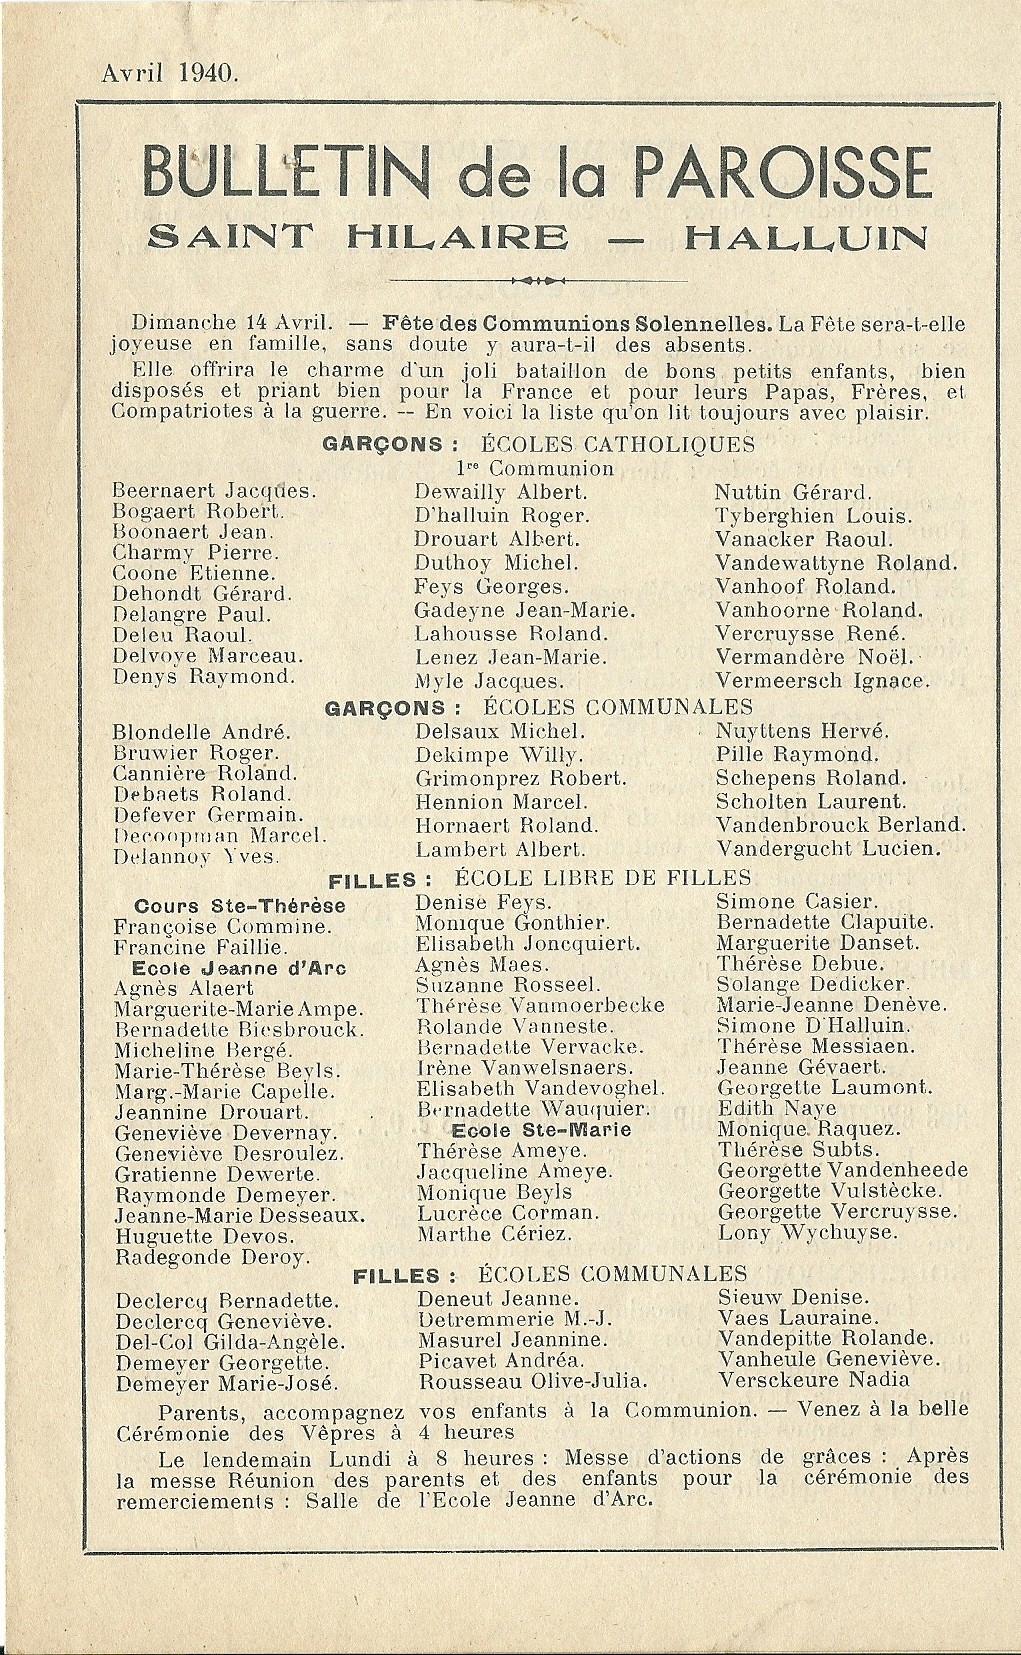 Avril 1940.
BULLETIN de la PAROISSE
SAINT HILAIRE — HALLUIN
Dimanche 14 Avril. — Fête des Communions Solennelles. La Fête sera-t-elle
joyeuse en famille, sans doute y aura-t-il des absents.
Elle offrira le charme d'un joli bataillon de bons petits enfants, bien
disposés et priant bien pour la France et pour leurs Papas, Frères, et
Compatriotes à la guerre. -- En voici la liste qu'on lit toujours avec plaisir.
GARÇONS : ÉCOLES CATHOLIQUES
1re Communion
Beernaert Jacques.
Bogaert Robert.
Boonaert Jean.
Charmy Pierre.
Coone Etienne.
Dehondt Gérard.
Delangre Paul.
Deleu Raoul.
Delvoye Marceau.
Denys Raymond.
Dewailly Albert.
D'halluin Roger.
Drouart Albert.
Duthoy Michel.
Feys Georges.
Gadeyne Jean-Marie.
Lahousse Roland.
Lenez Jean-Marie.
Myle Jacques.
Nuttin Gérard.
Tyberghien Louis.
Vanacker Raoul.
Vandewattyne Roland.
Vanhoof Roland.
Vanhoorne Roland.
Vercruysse René.
Vermandère Noël.
Vermeersch Ignace.
GARÇONS : ÉCOLES COMMUNALES
Blondelle André.
Bruwier Roger.
Cannière Roland.
Debaets Roland.
Defever Germain.
Decoopman Marcel.
Delannoy Yves.
Delsaux Michel.
Dekimpe Willy.
Grimonprez Robert.
Hennion Marcel.
Hornaert Roland.
Lambert Albert.
Nuyttens Hervé.
Pille Raymond.
Schepens Roland.
Scholten Laurent.
Vandenbrouck Berland.
Vandergucht Lucien.
FILLES : ÉCOLE LIBRE DE FILLES
Cours Ste-Thérèse
Françoise Commine.
Francine Faillie.
Ecole Jeanne d'Arc
Agnès Alaert
Marguerite-Marie Ampe.
Bernadette Biesbrouck.
Micheline Bergé.
Marie-Thérèse Beyls.
Marg.-Marie Capelle.
Jeannine Drouart.
Geneviève Devernay.
Geneviève Desroulez.
Gratienne Dewerte.
Raymonde Demeyer.
Jeanne-Marie Desseaux.
Huguette Devos.
Radegonde Deroy.
Denise Feys.
Monique Gonthier.
Elisabeth Joncquiert.
Agnès Maes.
Suzanne Rosseel.
Thérèse Vanmoerbecke
Rolande Vanneste.
Bernadette Vervacke.
Irène Vanwelsnaers.
Elisabeth Vandevoghel.
Bernadette Wauquier.
Ecole Ste-Marie
Thérèse Ameye.
Jacqueline Ameye.
Monique Beyls
Lucrèce Corman.
Marthe Cériez.
Simone Casier.
Bernadette Clapuite.
Marguerite Danset.
Thérèse Debue.
Solange Dedicker.
Marie-Jeanne Denève.
Simone D'Halluin.
Thérèse Messiaen.
Jeanne Gévaert.
Georgette Laumont.
Edith Naye
Monique Raquez.
Thérèse Subts.
Georgette Vandenheede
Georgette Vulstècke.
Georgette Vercruysse.
Lony Wychuyse.
FILLES : ÉCOLES COMMUNALES
Declercq Bernadette.
Declercq Geneviève.
Del-Col Gilda-Angèle.
Demeyer Georgette.
Demeyer Marie-José.
Deneut Jeanne.
Detremmerie M.-J.
Masurel Jeannine.
Picavet Andréa.
Rousseau Olive-Julia.
Sieuw Denise.
Vaes Lauraine.
Vandepitte Rolande.
Vanheule Geneviève.
Versckeure Nadia
Parents, accompagnez vos enfants à la Communion. — Venez à la belle
Cérémonie des Vêpres à 4 heures
Le lendemain Lundi à 8 heures : Messe d'actions de grâces : Après
la messe Réunion des parents et des enfants pour la cérémonie des
remerciements : Salle de l'Ecole Jeanne d'Arc.